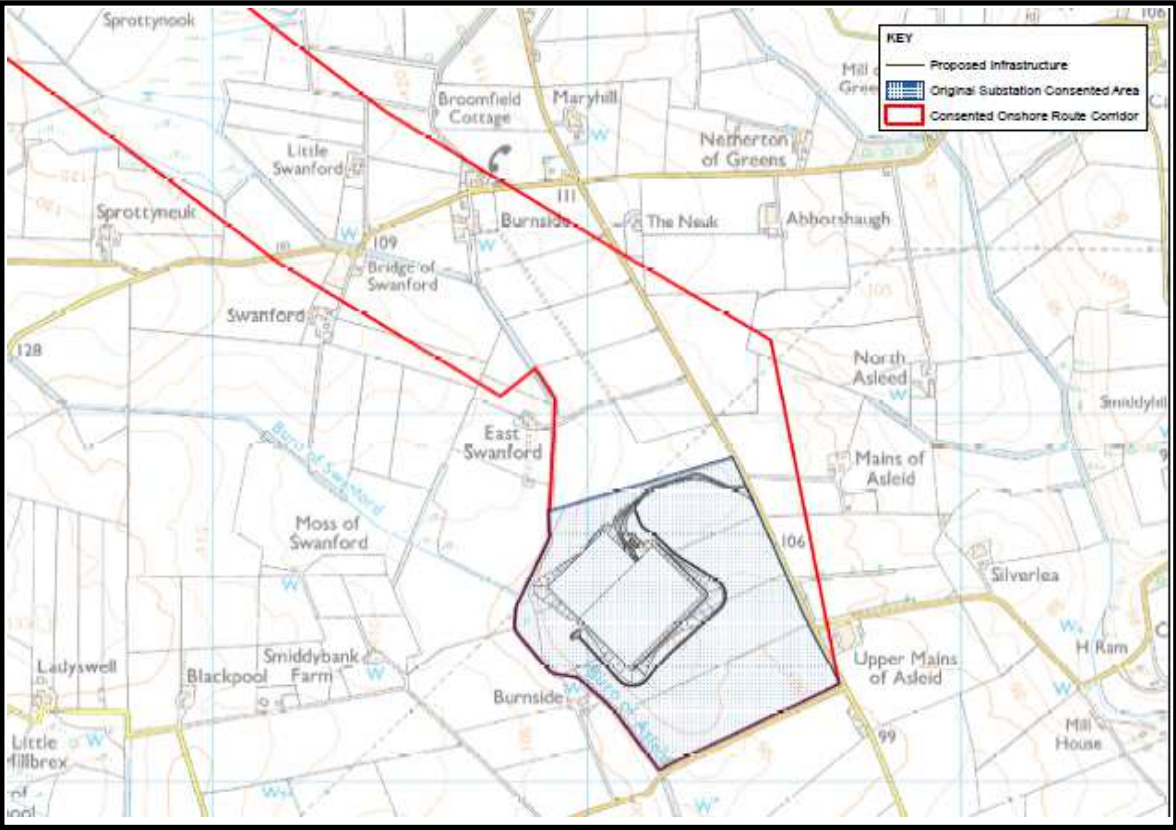 Sprottynook
KEY
Proposed Infrastructure
Original Substation Consented Area
Consented Onshore Route Corridor
Broomfield
Cottage
Maryhill
W
Netherton
of Greens
Little
Swanford
111
Sprottyneuk
Burnside
The Neuk
Abbotshaugh
W
109
W
Bridge of
Swanford
105
100
Swanford
128
North
Asleed
W
East
Swanford
Burn of Swanford
Mains of
Asleid
Moss of
Swanford
W
106
Silverlea
W
Ladyswell
Smiddybank
Farm
W
Blackpool
Upper Mains
of Asleid
H Ram
Burnside
W
W
99
Mill
House
Little
W
W
W